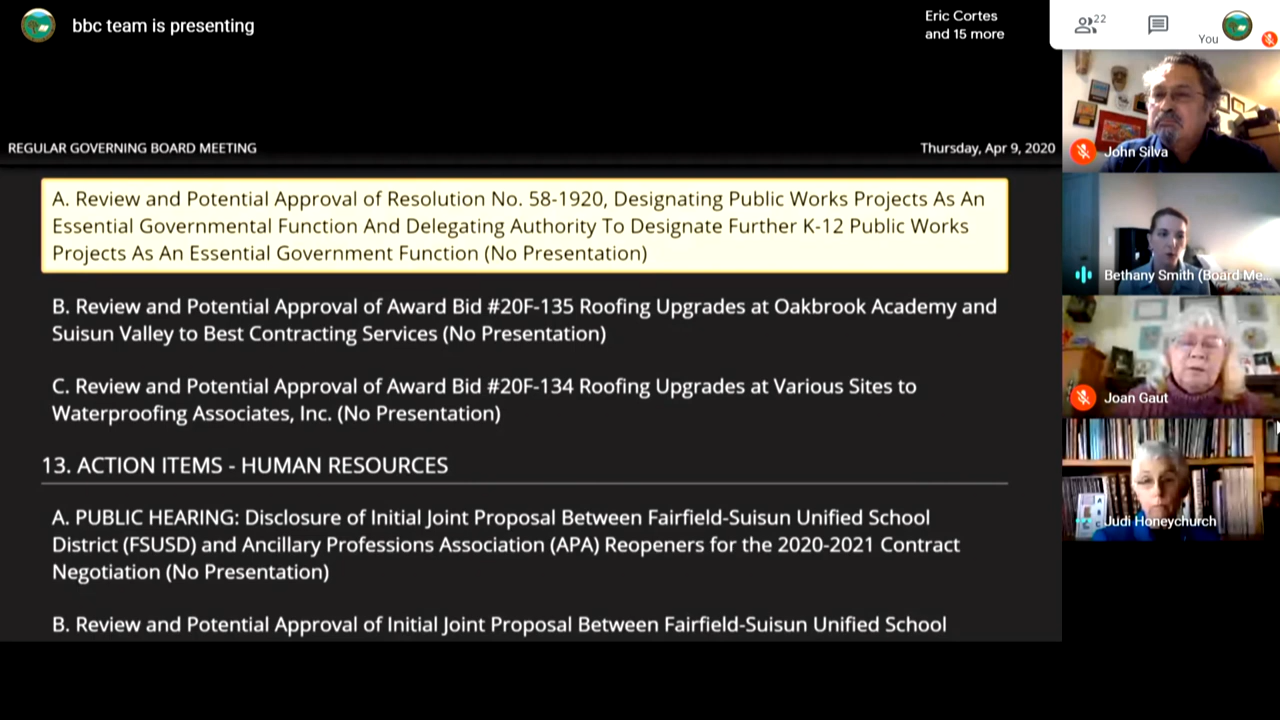 bbc team is presenting
Eric Cortes
and 15 more
22
You
REGULAR GOVERNING BOARD MEETING
Thursday, Apr 9, 2020
A. Review and Potential Approval of Resolution No. 58-1920, Designating Public Works Projects As An
Essential Governmental Function And Delegating Authority To Designate Further K-12 Public Works
Projects As An Essential Government Function (No Presentation)
B. Review and Potential Approval of Award Bid #20F-135 Roofing Upgrades at Oakbrook Academy and
Suisun Valley to Best Contracting Services (No Presentation)
C. Review and Potential Approval of Award Bid #20F-134 Roofing Upgrades at Various Sites to
Waterproofing Associates, Inc. (No Presentation)
13. ACTION ITEMS - HUMAN RESOURCES
A. PUBLIC HEARING: Disclosure of Initial Joint Proposal Between Fairfield-Suisun Unified School
District (FSUSD) and Ancillary Professions Association (APA) Reopeners for the 2020-2021 Contract
Negotiation (No Presentation)
B. Review and Potential Approval of Initial Joint Proposal Between Fairfield-Suisun Unified School
John Silva
Bethany Smith (Board Me...
Joan Gaut
Judi Honeychurch